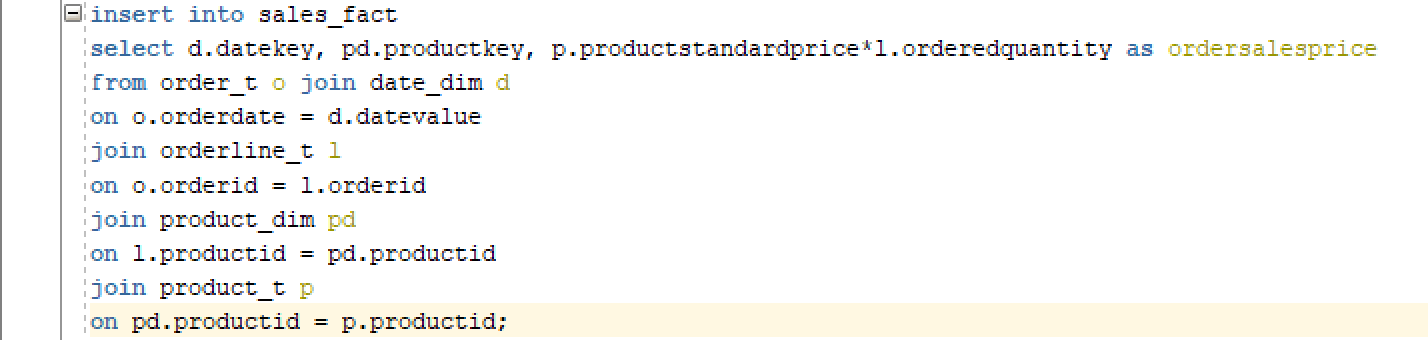 insert into sales_fact
select d.datekey, pd.productkey, p.productstandardprice*l.orderedquantity as ordersalesprice
from order_t o join date_dim d
on o.orderdate = d.datevalue
join orderline_t l
on o.orderid = l.orderid
join product_dim pd
on l.productid = pd.productid
join product_t p
on pd.productid = p.productid;